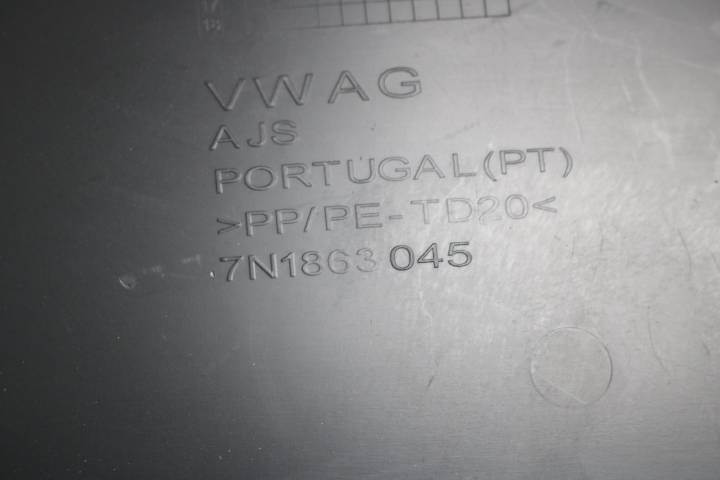 VW AG
AJS
PORTUGAL(PT)
>PP/PE-TD20<
7N1863 045